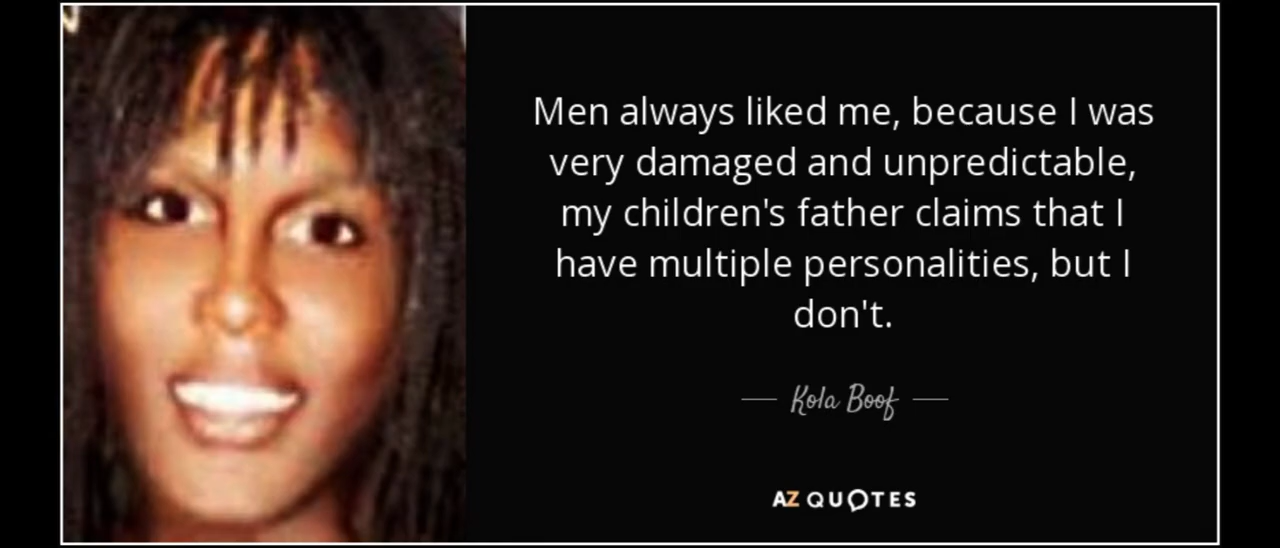 Men always liked me, because I was
very damaged and unpredictable,
my children's father claims that I
have multiple personalities, but I
don't.
Kola Boof
AZ QUOTES